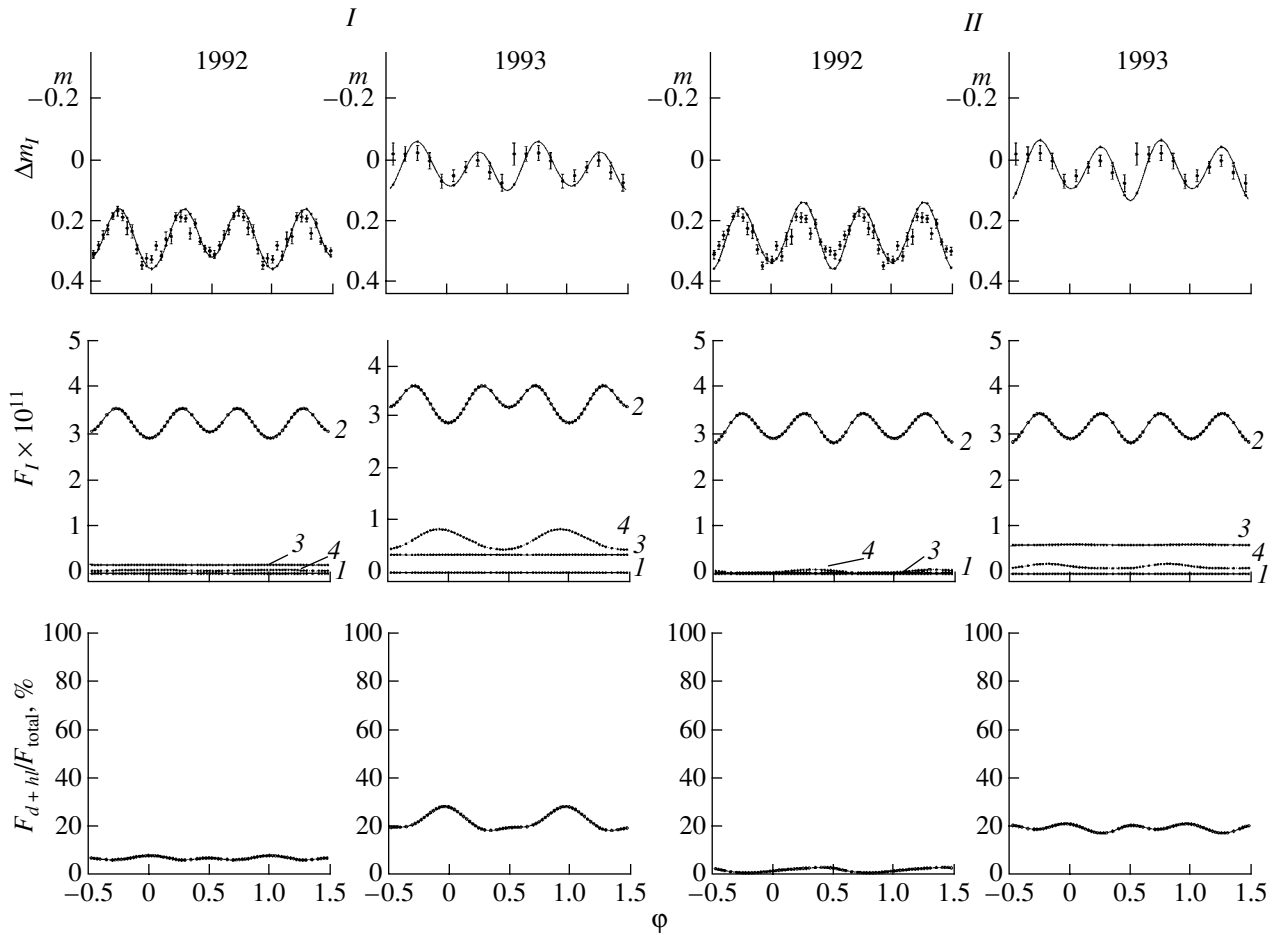 I II
1992 1993 1992 1993
m m m m
−0.2 −0.2 −0.2 −0.2
Δm_I
0 0 0 0
0.2 0.2 0.2 0.2
0.4 0.4 0.4 0.4
F_I × 10^11
5 5 5
4 4 4 4
3 3 3 3
2 2 2 2
1 1 1 1
0 0 0 0
2 2 2 2
3 4 1
4 3 1
4 3 1
3 4 1
F_{d + hl}/F_total, %
100 100 100 100
80 80 80 80
60 60 60 60
40 40 40 40
20 20 20 20
0 0 0 0
−0.5 0 0.5 1.0 1.5 −0.5 0 0.5 1.0 1.5 −0.5 0 0.5 1.0 1.5 −0.5 0 0.5 1.0 1.5
φ